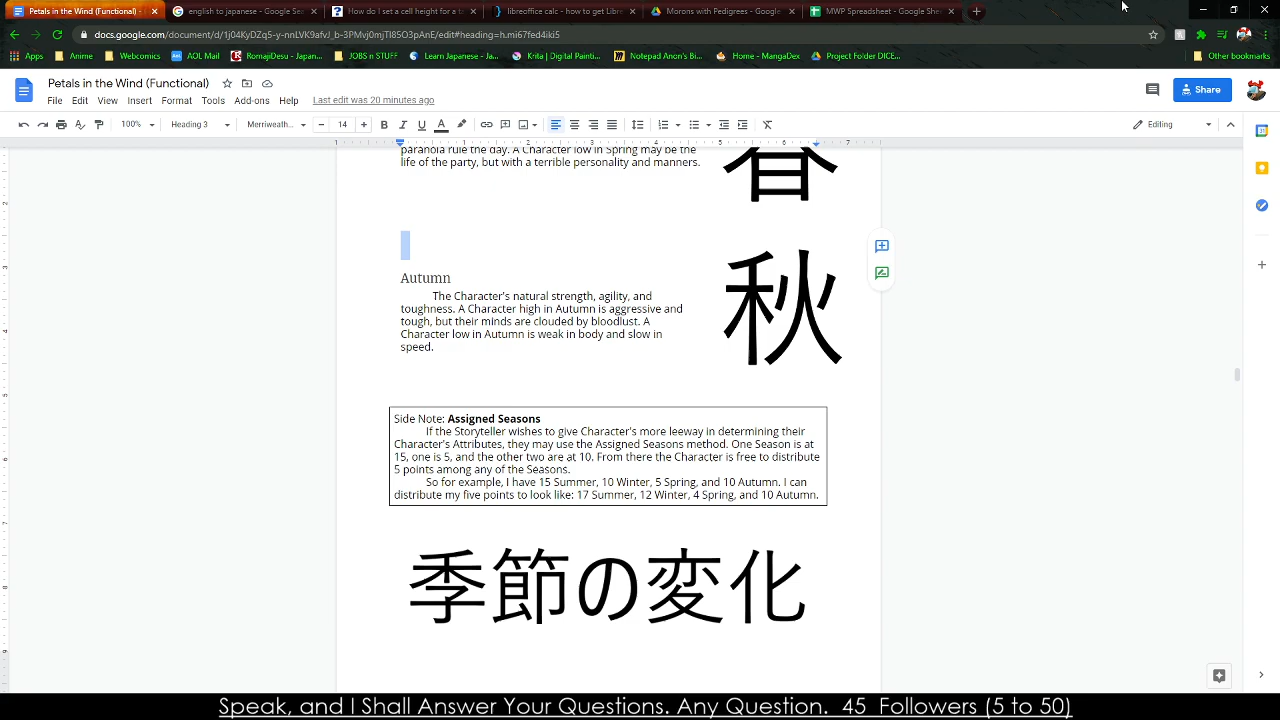 Petals in the Wind (Functional) -
english to japanese - Google Sea
How do I set a cell height for a ta
libreoffice calc - how to get Libre
Morons with Pedigrees - Google
MWP Spreadsheet - Google Shee
docs.google.com/document/d/1j04KyDZq5-y-nnLVK9afvJ_b-3PMvj0mjTl85O3pAnE/edit#heading=h.mi67fed4iki5
Apps
Anime
Webcomics
AOL Mail
RomajiDesu - Japan...
JOBS n STUFF
Learn Japanese - Ja...
Krita | Digital Painti...
Notepad Anon's Bi...
Home - MangaDex
Project Folder DICE...
Other bookmarks
Petals in the Wind (Functional)
File Edit View Insert Format Tools Add-ons Help Last edit was 20 minutes ago
Share
100% Heading 3 Merriweath... 14 Editing
paranoia rule the day. A Character low in Spring may be the
life of the party, but with a terrible personality and manners.
春
Autumn
The Character's natural strength, agility, and
toughness. A Character high in Autumn is aggressive and
tough, but their minds are clouded by bloodlust. A
Character low in Autumn is weak in body and slow in
speed.
秋
Side Note: Assigned Seasons
If the Storyteller wishes to give Character's more leeway in determining their
Character's Attributes, they may use the Assigned Seasons method. One Season is at
15, one is 5, and the other two are at 10. From there the Character is free to distribute
5 points among any of the Seasons.
So for example, I have 15 Summer, 10 Winter, 5 Spring, and 10 Autumn. I can
distribute my five points to look like: 17 Summer, 12 Winter, 4 Spring, and 10 Autumn.
季節の変化
Speak, and I Shall Answer Your Questions. Any Question. 45 Followers (5 to 50)